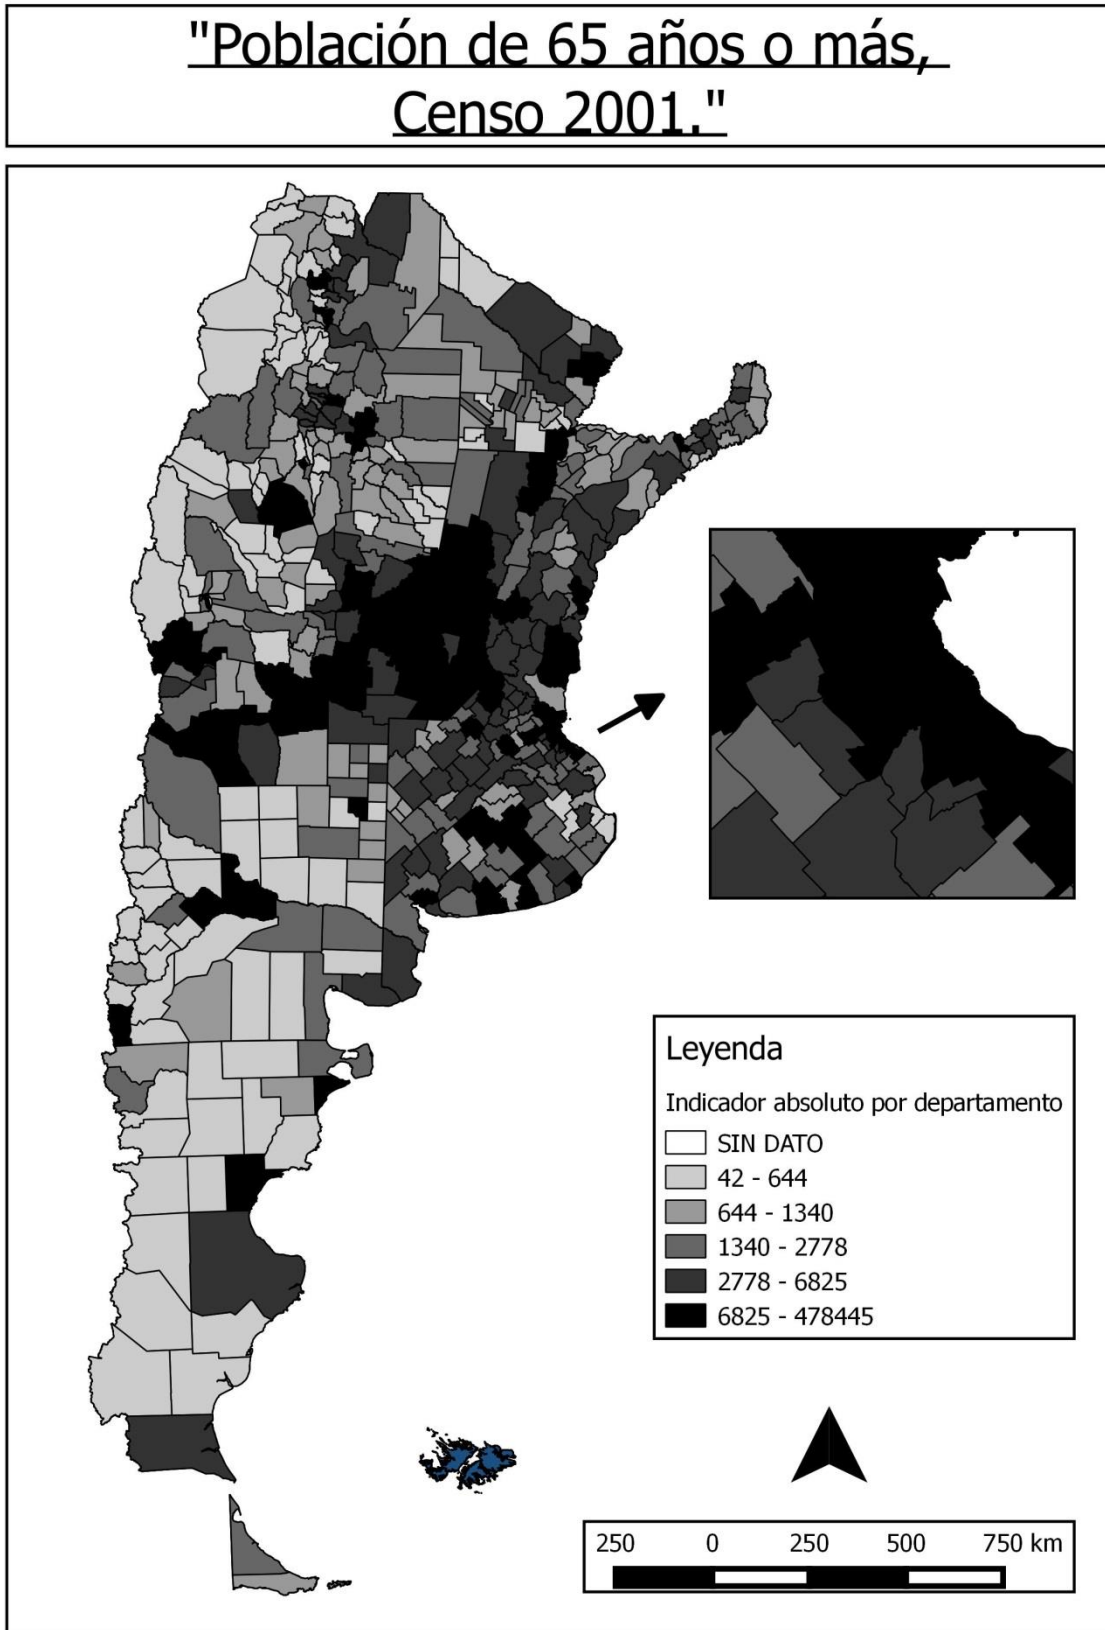 "Población de 65 años o más,
Censo 2001."
Leyenda
Indicador absoluto por departamento
SIN DATO
42 - 644
644 - 1340
1340 - 2778
2778 - 6825
6825 - 478445
250 0 250 500 750 km